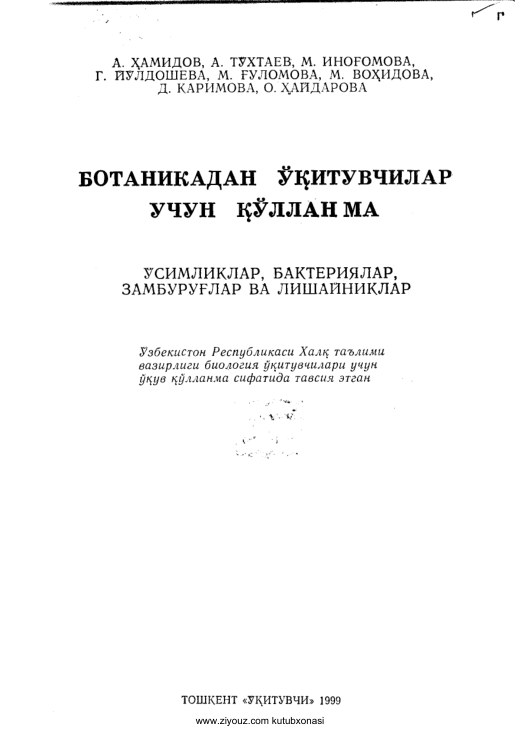 А. ҲАМИДОВ, А. ТЎХТАЕВ, М. ИНОҒОМОВА,
Г. ЙЎЛДОШЕВА, М. ҒУЛОМОВА, М. ВОҲИДОВА,
Д. КАРИМОВА, О. ҲАЙДАРОВА
БОТАНИКАДАН ЎҚИТУВЧИЛАР
УЧУН ҚЎЛЛАНМА
ЎСИМЛИКЛАР, БАКТЕРИЯЛАР,
ЗАМБУРУҒЛАР ВА ЛИШАЙНИКЛАР
Ўзбекистон Республикаси Халқ таълими
вазирлиги биология ўқитувчилари учун
ўқув қўлланма сифатида тавсия этган
ТОШКЕНТ «ЎҚИТУВЧИ» 1999
www.ziyouz.com kutubxonasi